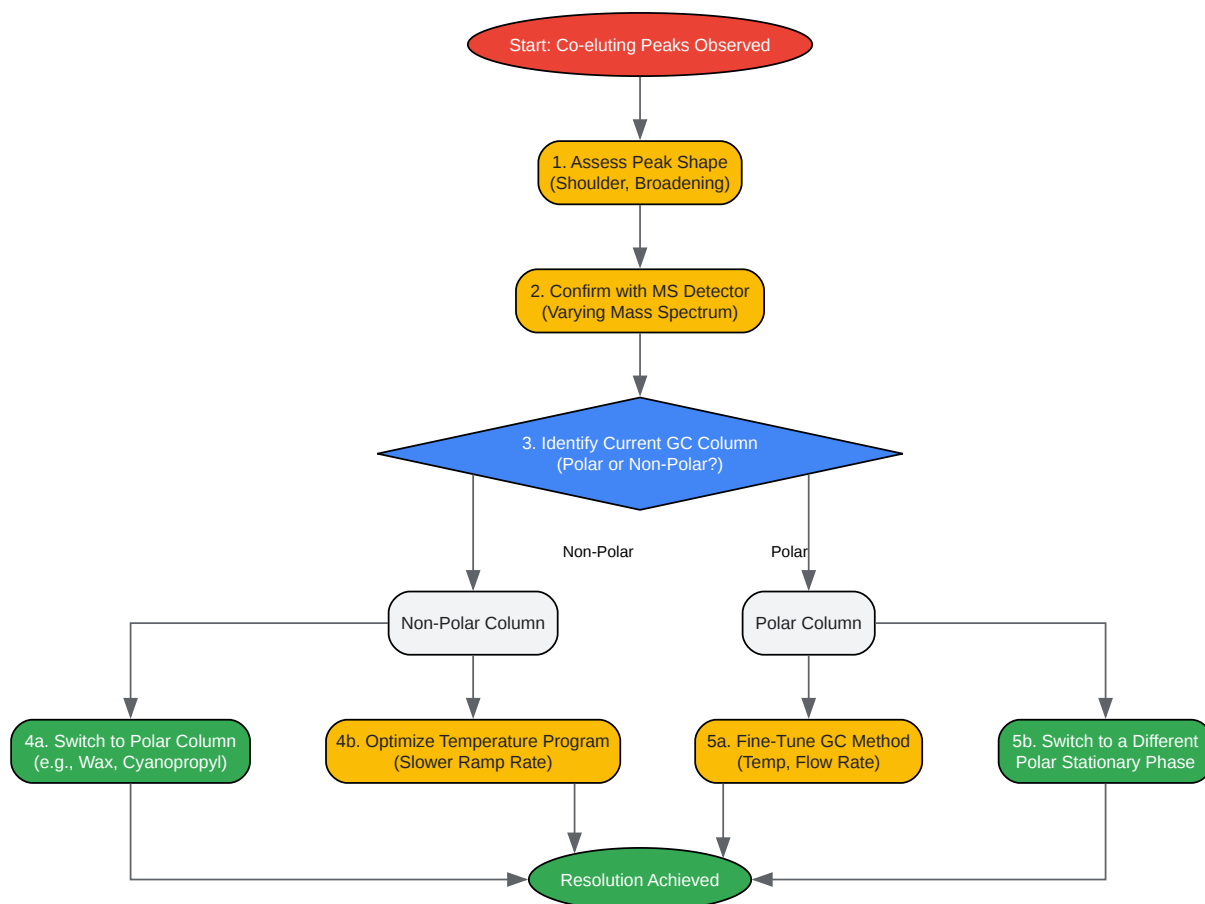 Start: Co-eluting Peaks Observed
1. Assess Peak Shape
(Shoulder, Broadening)
2. Confirm with MS Detector
(Varying Mass Spectrum)
3. Identify Current GC Column
(Polar or Non-Polar?)
Non-Polar
Polar
Non-Polar Column
Polar Column
4a. Switch to Polar Column
(e.g., Wax, Cyanopropyl)
4b. Optimize Temperature Program
(Slower Ramp Rate)
5a. Fine-Tune GC Method
(Temp, Flow Rate)
5b. Switch to a Different
Polar Stationary Phase
Resolution Achieved